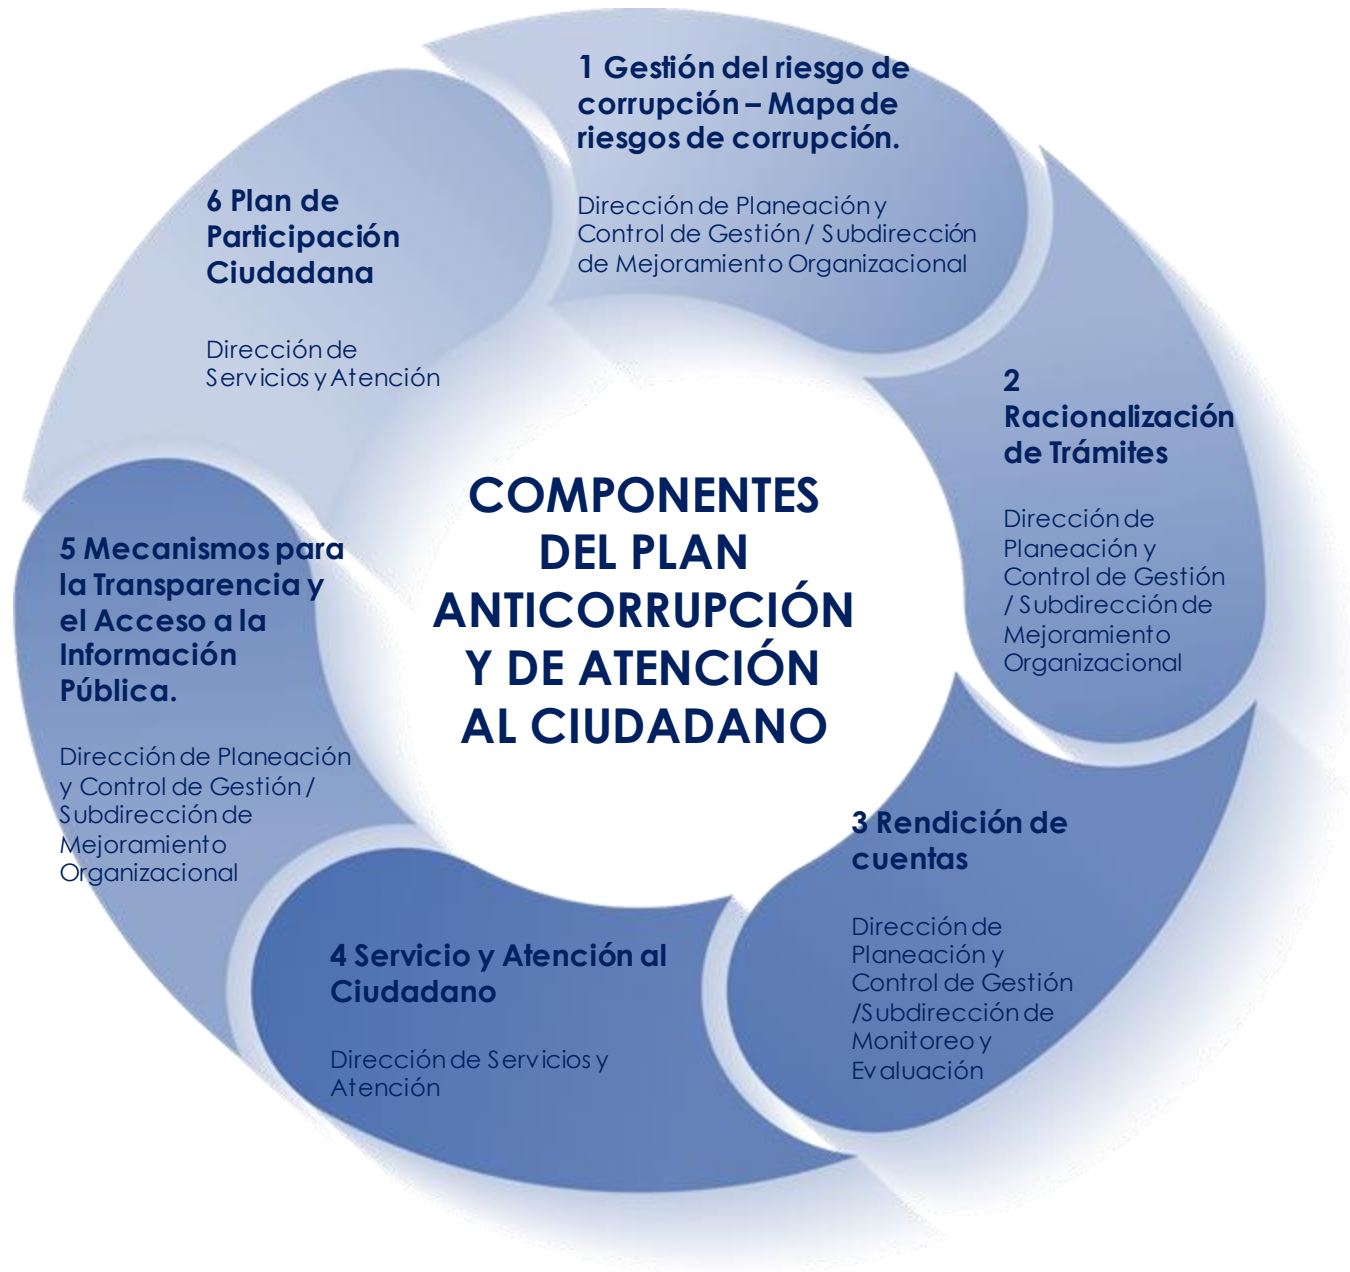 1 Gestión del riesgo de
corrupción – Mapa de
riesgos de corrupción.
Dirección de Planeación y
Control de Gestión / Subdirección
de Mejoramiento Organizacional
2
Racionalización
de Trámites
Dirección de
Planeación y
Control de Gestión
/ Subdirección de
Mejoramiento
Organizacional
3 Rendición de
cuentas
Dirección de
Planeación y
Control de Gestión
/Subdirección de
Monitoreo y
Evaluación
4 Servicio y Atención al
Ciudadano
Dirección de Servicios y
Atención
5 Mecanismos para
la Transparencia y
el Acceso a la
Información
Pública.
Dirección de Planeación
y Control de Gestión /
Subdirección de
Mejoramiento
Organizacional
6 Plan de
Participación
Ciudadana
Dirección de
Servicios y Atención
COMPONENTES
DEL PLAN
ANTICORRUPCIÓN
Y DE ATENCIÓN
AL CIUDADANO